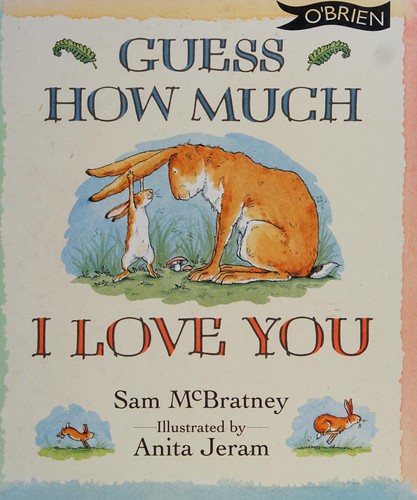 O'BRIEN
GUESS
HOW MUCH
I LOVE YOU
Sam McBratney
Illustrated by
Anita Jeram